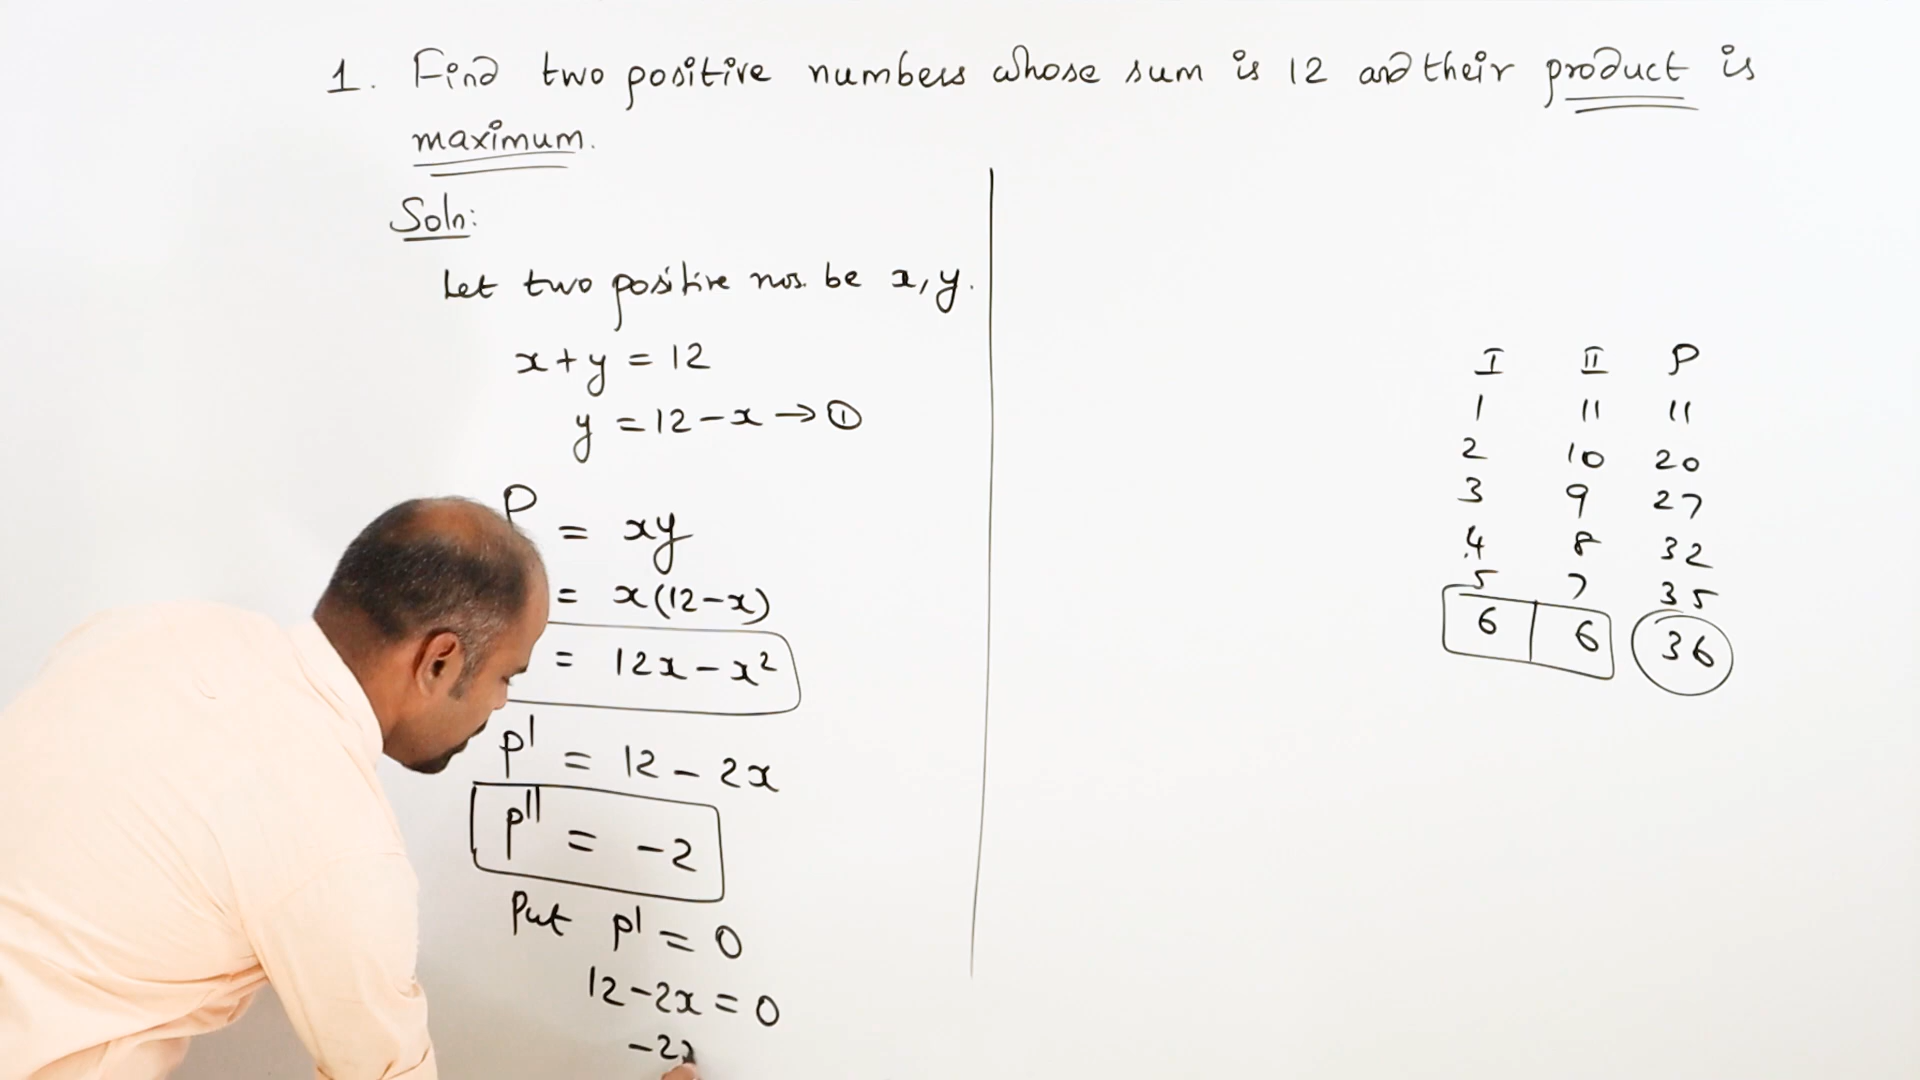 1. Find two positive numbers whose sum is 12 and their product is
maximum.
Soln:
Let two positive nos. be x, y.
x + y = 12
y = 12 - x → ①
P = xy
= x(12-x)
= 12x - x²
P' = 12 - 2x
P'' = -2
Put P' = 0
12 - 2x = 0
-2x
I II P
1 11 11
2 10 20
3 9 27
4 8 32
5 7 35
6 6 36